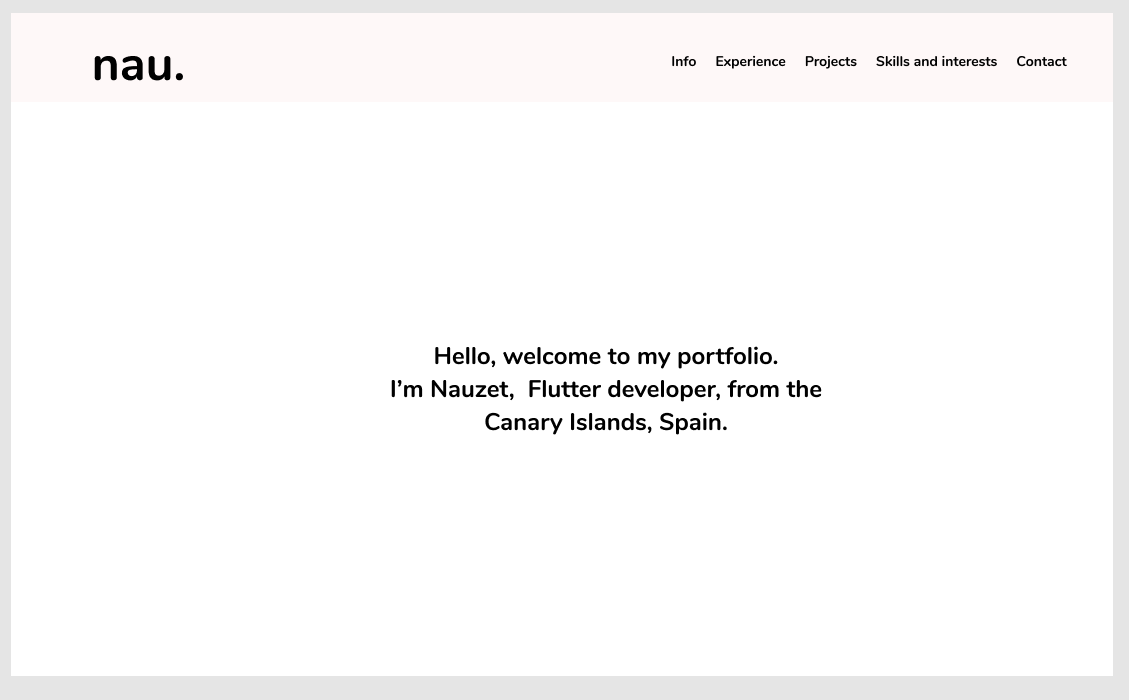 nau.
Info Experience Projects Skills and interests Contact
Hello, welcome to my portfolio.
I’m Nauzet,  Flutter developer, from the
Canary Islands, Spain.